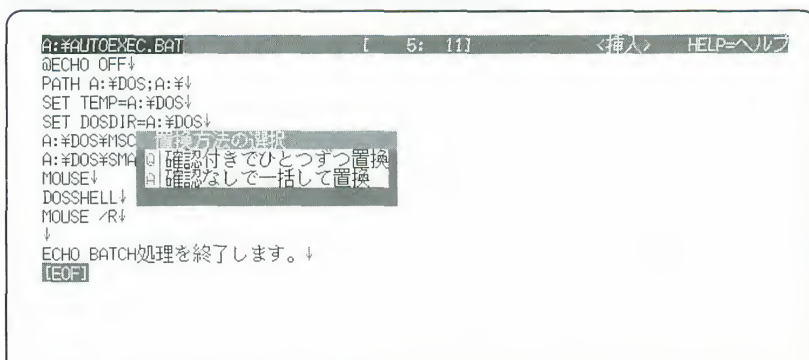 A:¥AUTOEXEC.BAT [ 5: 11] <挿入> HELP=ヘルプ
@ECHO OFF↓
PATH A:¥DOS;A:¥↓
SET TEMP=A:¥DOS↓
SET DOSDIR=A:¥DOS↓
A:¥DOS¥MSC 置換方法の選択
A:¥DOS¥SMA Q 確認付きでひとつずつ置換
MOUSE↓ A 確認なしで一括して置換
DOSSHELL↓
MOUSE /R↓
↓
ECHO BATCH処理を終了します。↓
[EOF]